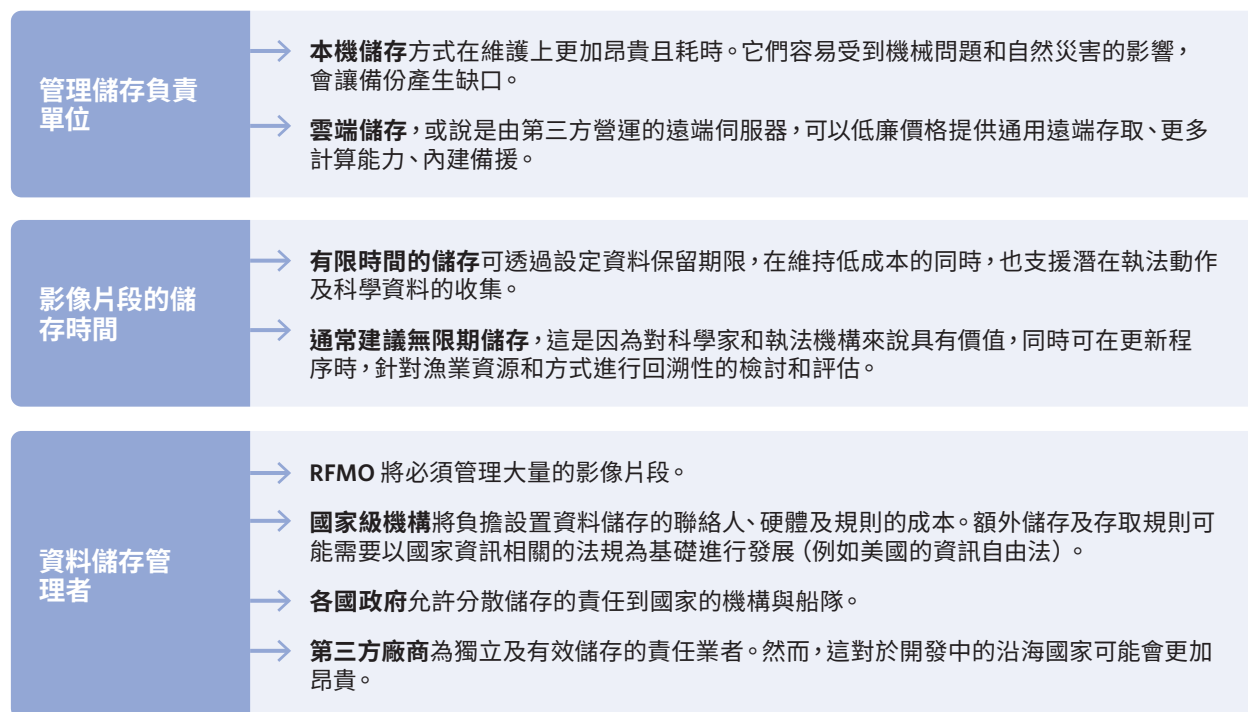 管理儲存負責
單位
本機儲存方式在維護上更加昂貴且耗時。它們容易受到機械問題和自然災害的影響，
會讓備份產生缺口。
雲端儲存，或說是由第三方營運的遠端伺服器，可以低廉價格提供通用遠端存取、更多
計算能力、內建備援。
影像片段的儲
存時間
有限時間的儲存可透過設定資料保留期限，在維持低成本的同時，也支援潛在執法動作
及科學資料的收集。
通常建議無限期儲存，這是因為對科學家和執法機構來說具有價值，同時可在更新程
序時，針對漁業資源和方式進行回溯性的檢討和評估。
資料儲存管
理者
RFMO 將必須管理大量的影像片段。
國家級機構將負擔設置資料儲存的聯絡人、硬體及規則的成本。額外儲存及存取規則可
能需要以國家資訊相關的法規為基礎進行發展（例如美國的資訊自由法）。
各國政府允許分散儲存的責任到國家的機構與船隊。
第三方廠商為獨立及有效儲存的責任業者。然而，這對於開發中的沿海國家可能會更加
昂貴。